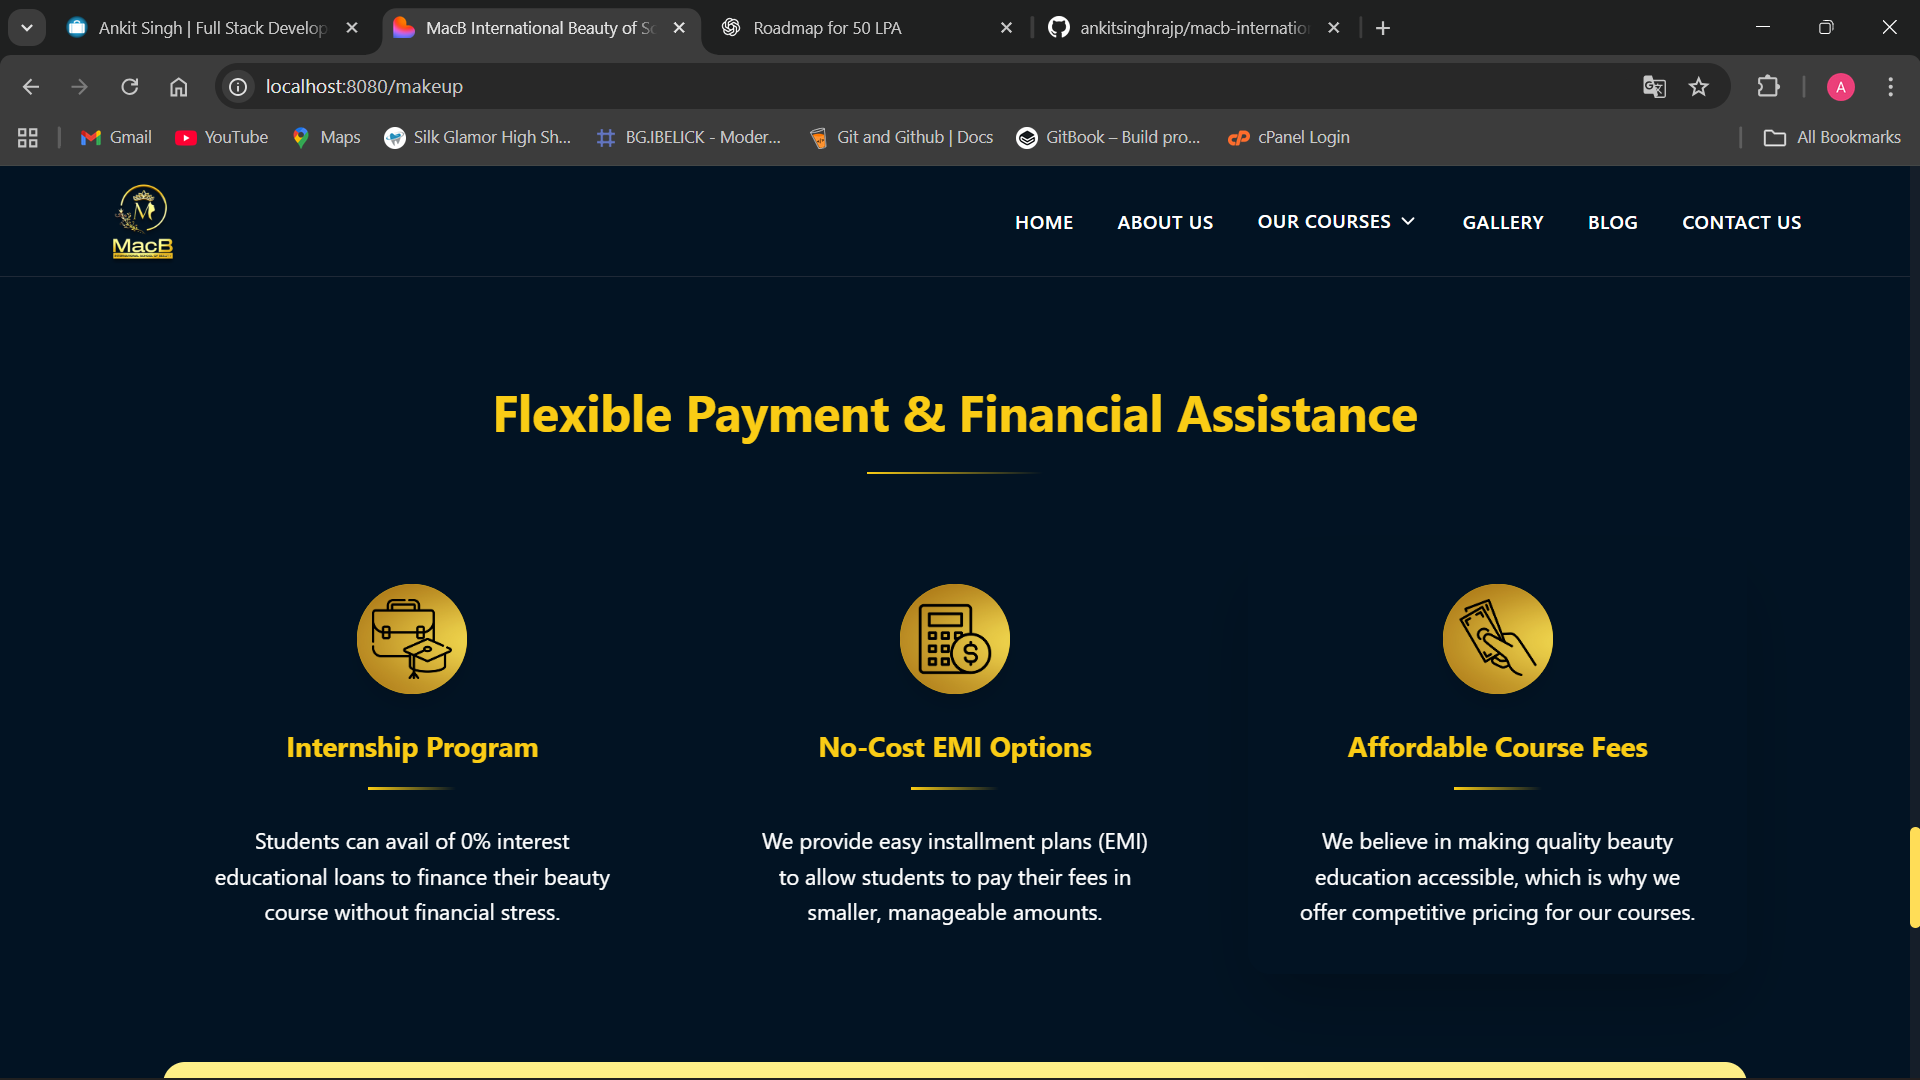 Ankit Singh | Full Stack Develop
MacB International Beauty of Sc
Roadmap for 50 LPA
ankitsinghrajp/macb-internatio
localhost:8080/makeup
A
Gmail
YouTube
Maps
Silk Glamor High Sh...
BG.IBELICK - Moder...
Git and Github | Docs
GitBook – Build pro...
cPanel Login
All Bookmarks
M
MacB
HOME
ABOUT US
OUR COURSES
GALLERY
BLOG
CONTACT US
Flexible Payment & Financial Assistance
Internship Program
Students can avail of 0% interest
educational loans to finance their beauty
course without financial stress.
$
No-Cost EMI Options
We provide easy installment plans (EMI)
to allow students to pay their fees in
smaller, manageable amounts.
Affordable Course Fees
We believe in making quality beauty
education accessible, which is why we
offer competitive pricing for our courses.